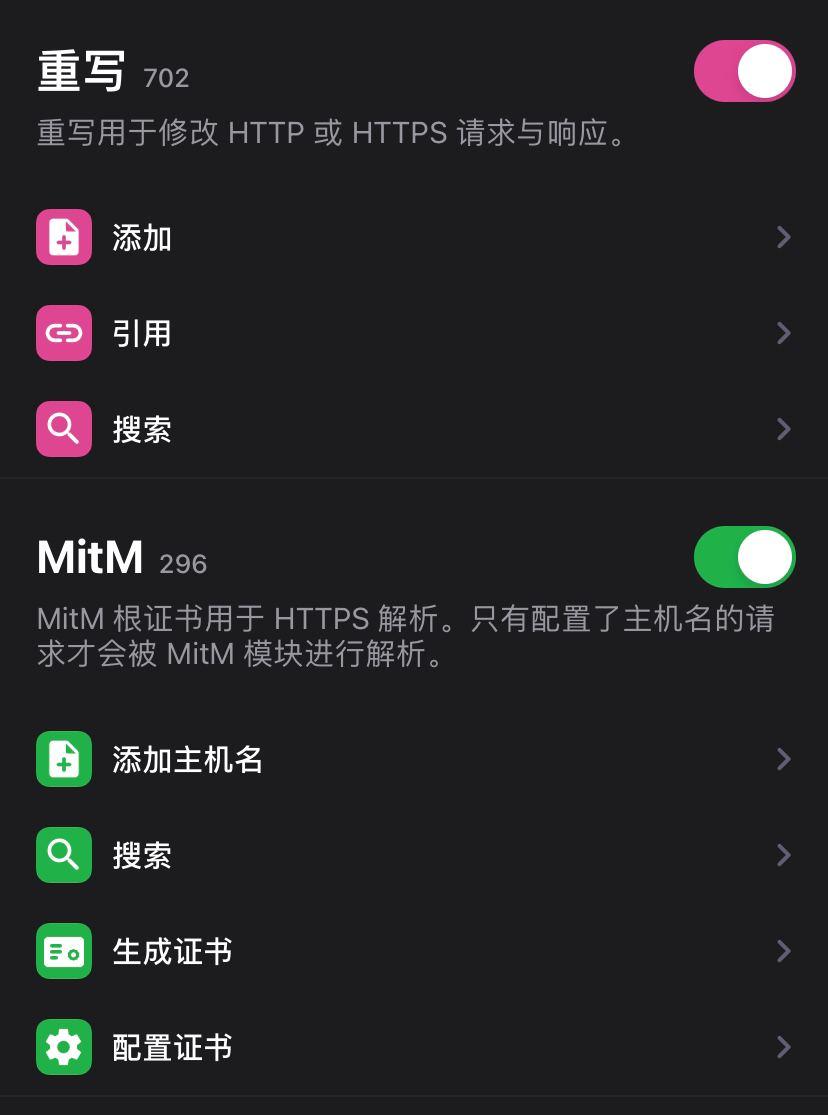 重写 702
重写用于修改 HTTP 或 HTTPS 请求与响应。
添加
引用
搜索
MitM 296
MitM 根证书用于 HTTPS 解析。只有配置了主机名的请
求才会被 MitM 模块进行解析。
添加主机名
搜索
生成证书
配置证书